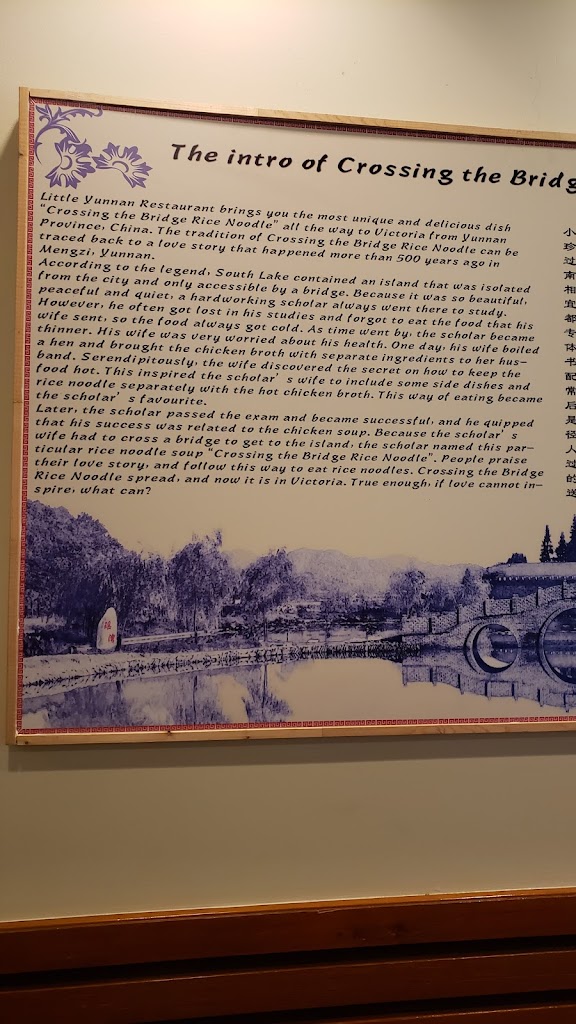 The intro of Crossing the Bridg
Little Yunnan Restaurant brings you the most unique and delicious dish
"Crossing the Bridge Rice Noodle" all the way to Victoria from Yunnan
Province, China. The tradition of Crossing the Bridge Rice Noodle can be
traced back to a love story that happened more than 500 years ago in
Mengzi, Yunnan.
According to the legend, South Lake contained an island that was isolated
from the city and only accessible by a bridge. Because it was so beautiful,
peaceful and quiet, a hardworking scholar always went there to study.
However, he often got lost in his studies and forgot to eat the food that his
wife sent, so the food always got cold. As time went by, the scholar became
thinner. His wife was very worried about his health. One day, his wife boiled
a hen and brought the chicken broth with separate ingredients to her hus-
band. Serendipitously, the wife discovered the secret on how to keep the
food hot. This inspired the scholar's wife to include some side dishes and
rice noodle separately with the hot chicken broth. This way of eating became
the scholar's favourite.
Later, the scholar passed the exam and became successful, and he quipped
that his success was related to the chicken soup. Because the scholar's
wife had to cross a bridge to get to the island, the scholar named this par-
ticular rice noodle soup "Crossing the Bridge Rice Noodle". People praise
their love story, and follow this way to eat rice noodles. Crossing the Bridge
Rice Noodle spread, and now it is in Victoria. True enough, if love cannot in-
spire, what can?
小
珍
过
南
相
宜
都
专
体
书
配
常
后
是
径
人
过
的
送